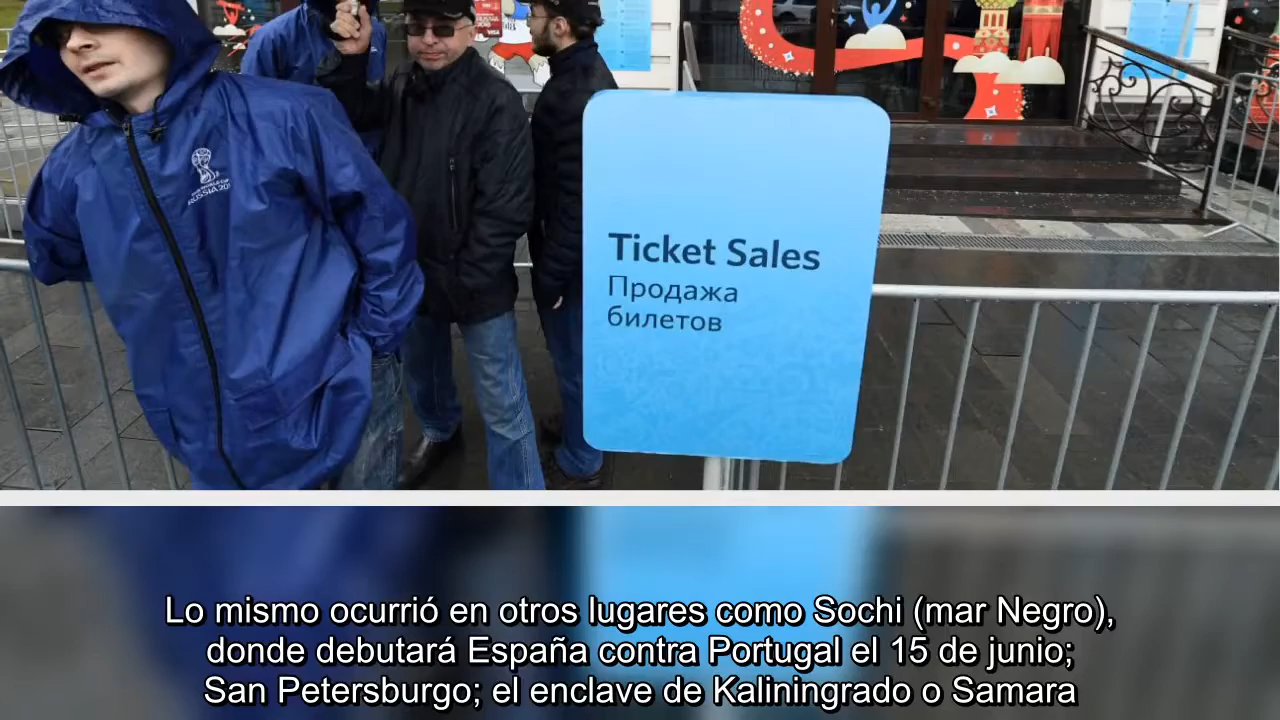 Ticket Sales
Продажа
билетов
Lo mismo ocurrió en otros lugares como Sochi (mar Negro),
donde debutará España contra Portugal el 15 de junio;
San Petersburgo; el enclave de Kaliningrado o Samara